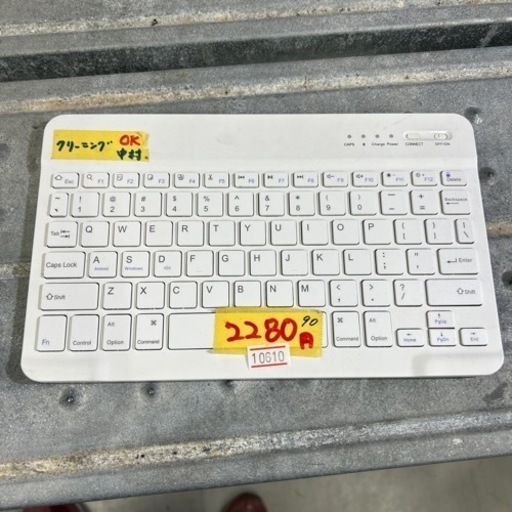 クリーニング OK
中村.
CAPS Charge Power CONNECT OFF/ON
Esc F1 F2 F3 F4 F5 F6 F7 F8 F9 F10 F11 F12 Delete
~ ` ! 1 @ 2 # 3 $ 4 % 5 ^ 6 & 7 * 8 ( 9 ) 0 _ - + = Backspace
Tab Q W E R T Y U I O P { [ } ] | \
Caps Lock A Android S Windows D iOS F G H J K L : ; " ' Enter
Shift Z X C V B N M < , > . ? / Shift
Fn Control Alt Option ⌘ Command ⌘ Command Alt Option PgUp
Home PgDn End
2280円
90
10610